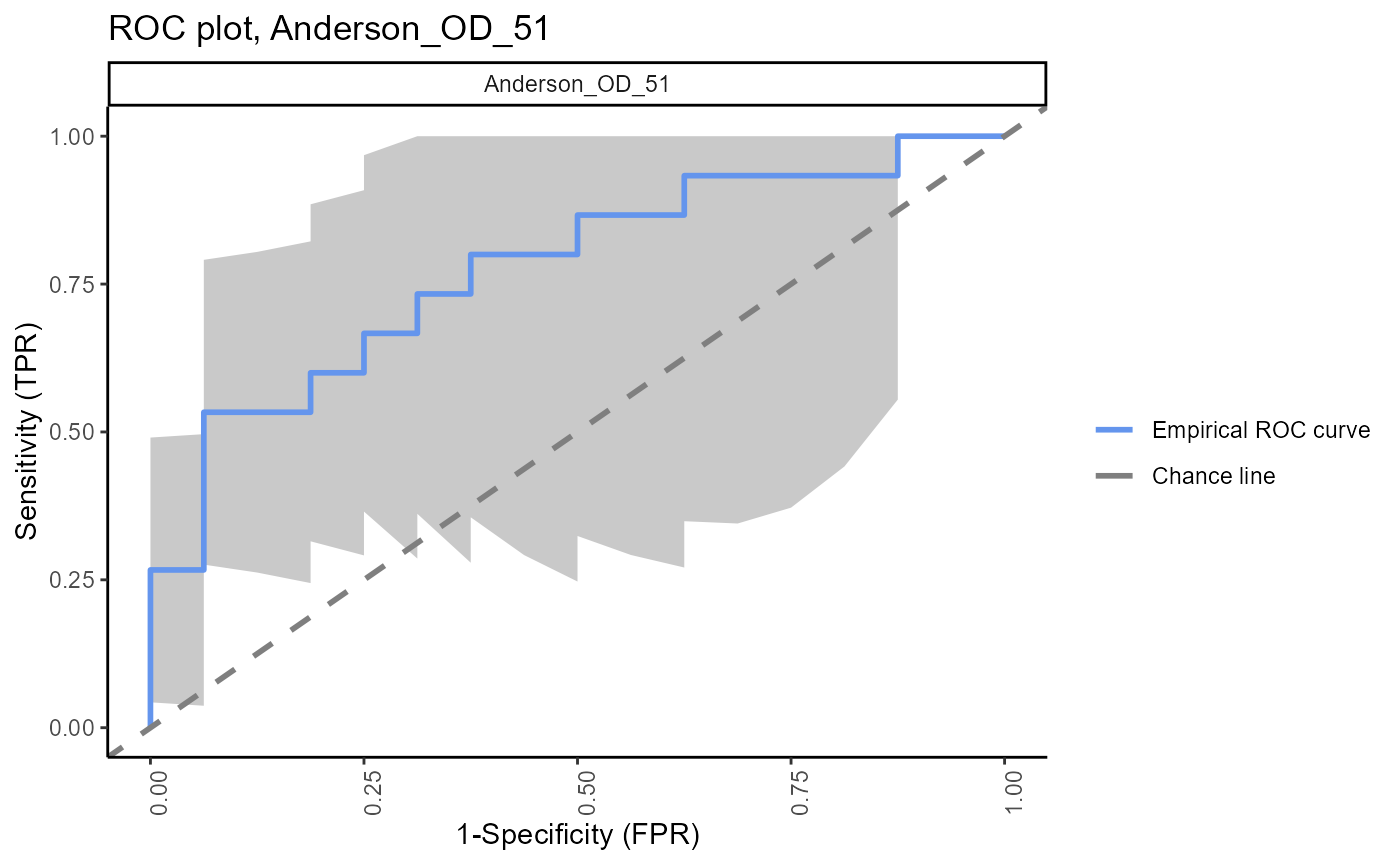 ROC plot, Anderson_OD_51
Anderson_OD_51
1.00
0.75
0.50
0.25
0.00
Sensitivity (TPR)
0.00
0.25
0.50
0.75
1.00
1-Specificity (FPR)
Empirical ROC curve
Chance line